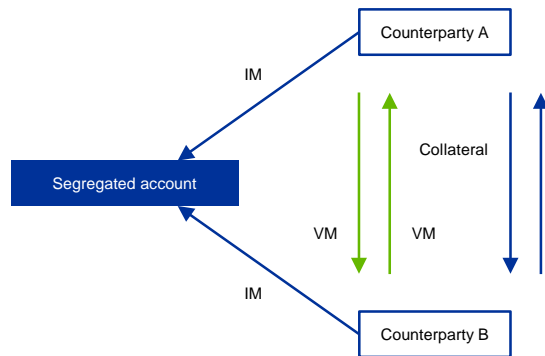 Counterparty A
IM
Collateral
Segregated account
VM
VM
IM
Counterparty B